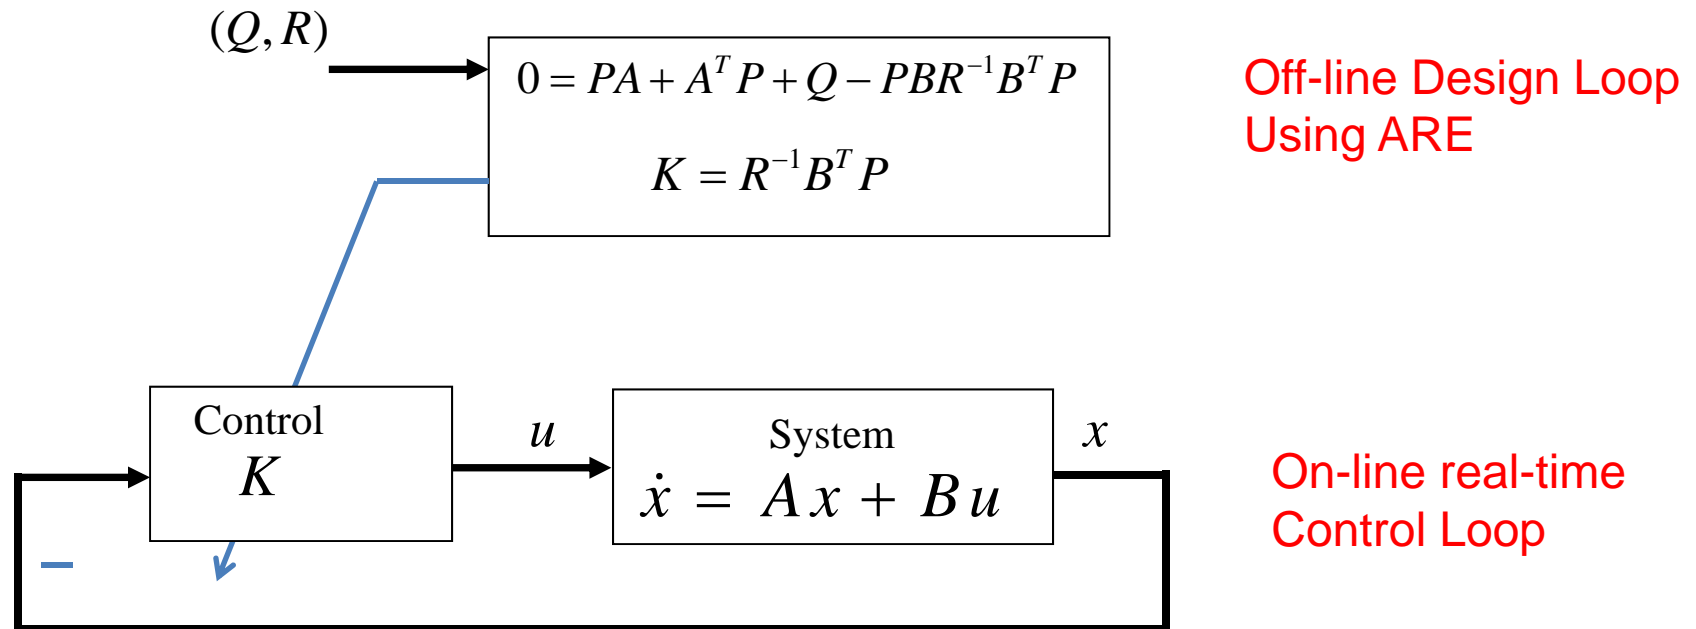 (Q, R)
0 = PA + A^T P + Q − PBR^{−1}B^T P
K = R^{−1}B^T P
Off-line Design Loop
Using ARE
Control
K
u
System
ẋ = Ax + Bu
x
On-line real-time
Control Loop
−